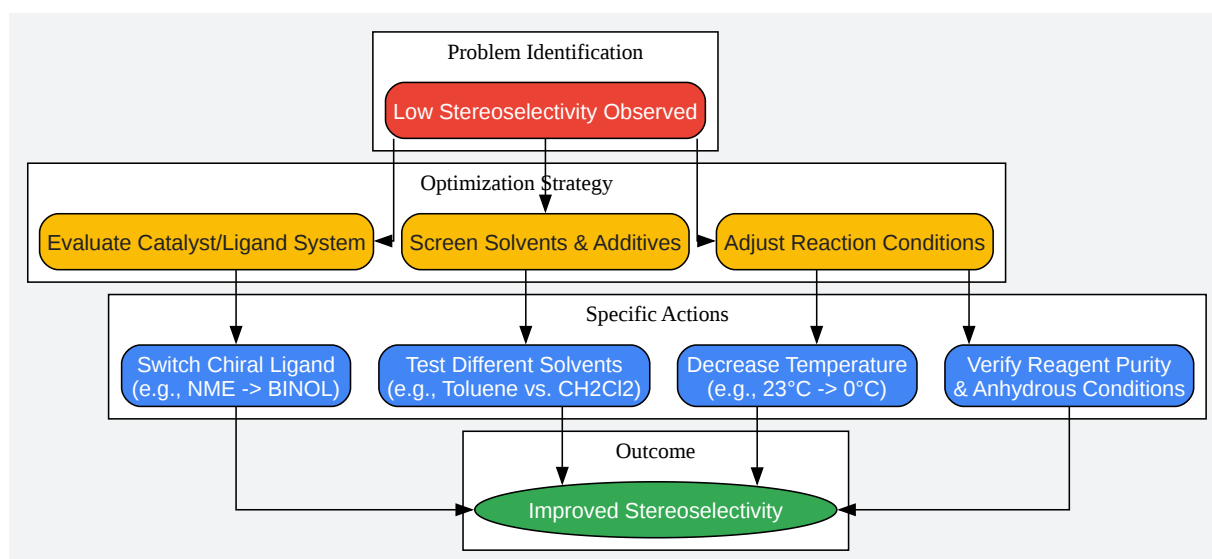 Problem Identification
Low Stereoselectivity Observed
Optimization Strategy
Evaluate Catalyst/Ligand System
Screen Solvents & Additives
Adjust Reaction Conditions
Specific Actions
Switch Chiral Ligand
(e.g., NME -> BINOL)
Test Different Solvents
(e.g., Toluene vs. CH2Cl2)
Decrease Temperature
(e.g., 23°C -> 0°C)
Verify Reagent Purity
& Anhydrous Conditions
Outcome
Improved Stereoselectivity